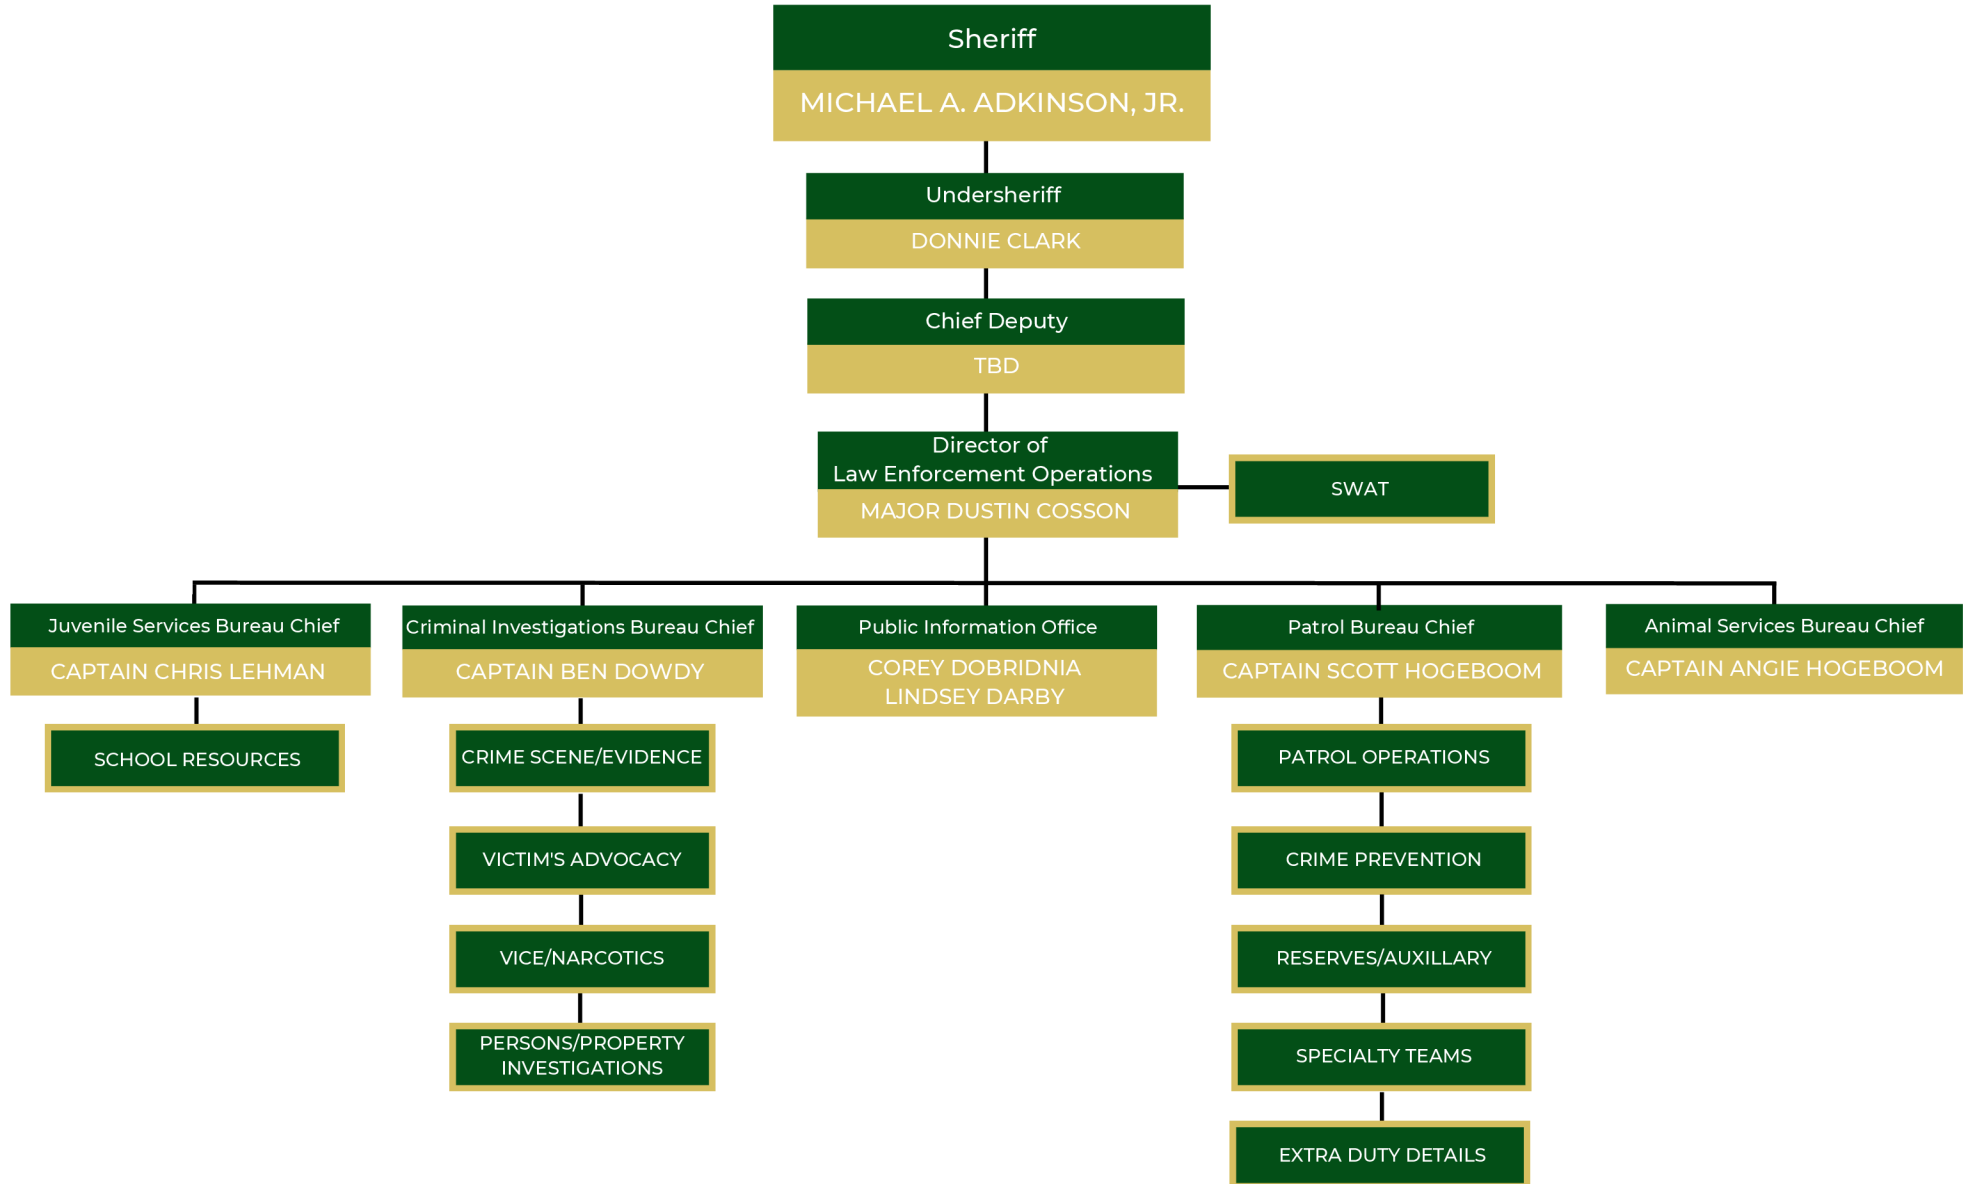 Sheriff
MICHAEL A. ADKINSON, JR.
Undersheriff
DONNIE CLARK
Chief Deputy
TBD
Director of
Law Enforcement Operations
MAJOR DUSTIN COSSON
SWAT
Juvenile Services Bureau Chief
CAPTAIN CHRIS LEHMAN
SCHOOL RESOURCES
Criminal Investigations Bureau Chief
CAPTAIN BEN DOWDY
CRIME SCENE/EVIDENCE
VICTIM'S ADVOCACY
VICE/NARCOTICS
PERSONS/PROPERTY
INVESTIGATIONS
Public Information Office
COREY DOBRIDNIA
LINDSEY DARBY
Patrol Bureau Chief
CAPTAIN SCOTT HOGEBOOM
PATROL OPERATIONS
CRIME PREVENTION
RESERVES/AUXILLARY
SPECIALTY TEAMS
EXTRA DUTY DETAILS
Animal Services Bureau Chief
CAPTAIN ANGIE HOGEBOOM